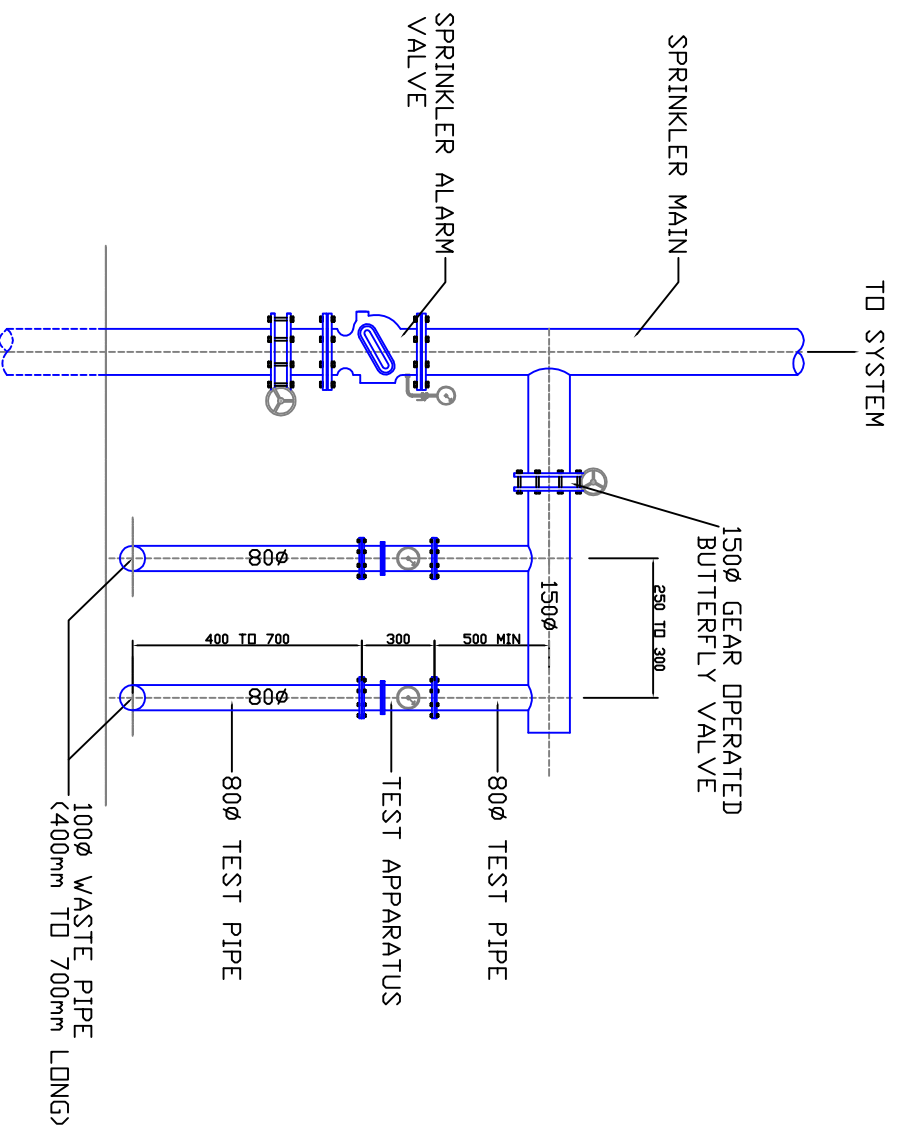 TO SYSTEM
SPRINKLER MAIN
SPRINKLER ALARM
VALVE
150ø GEAR OPERATED
BUTTERFLY VALVE
250 TO 300
150ø
80ø
80ø
500 MIN
300
400 TO 700
80ø TEST PIPE
TEST APPARATUS
80ø TEST PIPE
100ø WASTE PIPE
(400mm TO 700mm LONG)